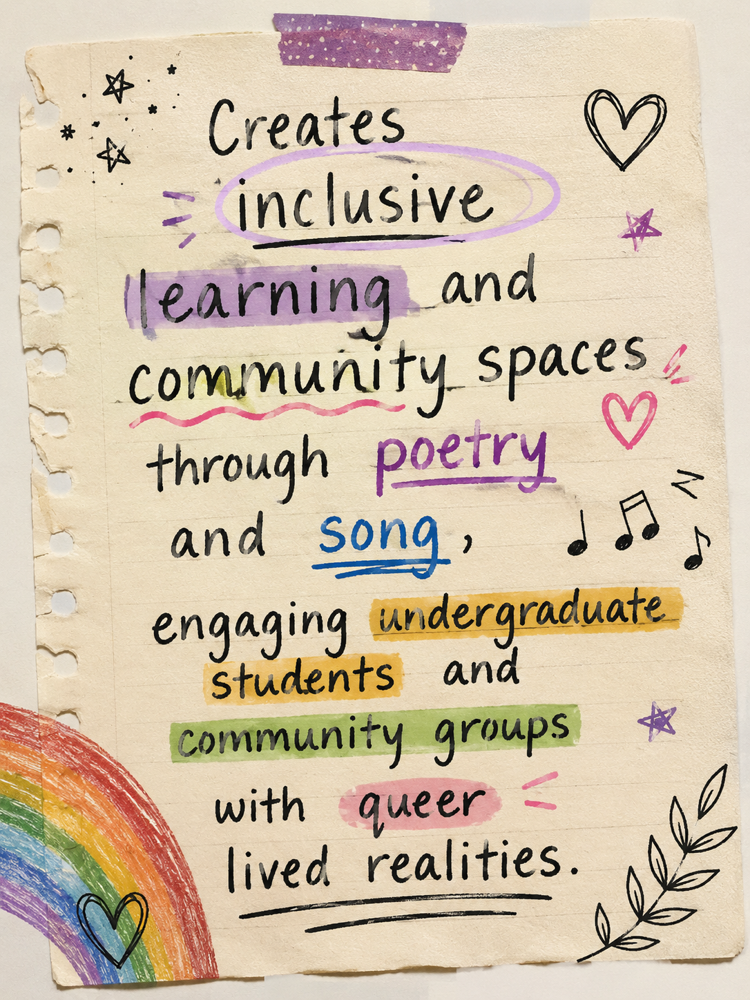 Creates
inclusive
learning and
community spaces
through poetry
and song,
engaging undergraduate
students and
community groups
with queer
lived realities.